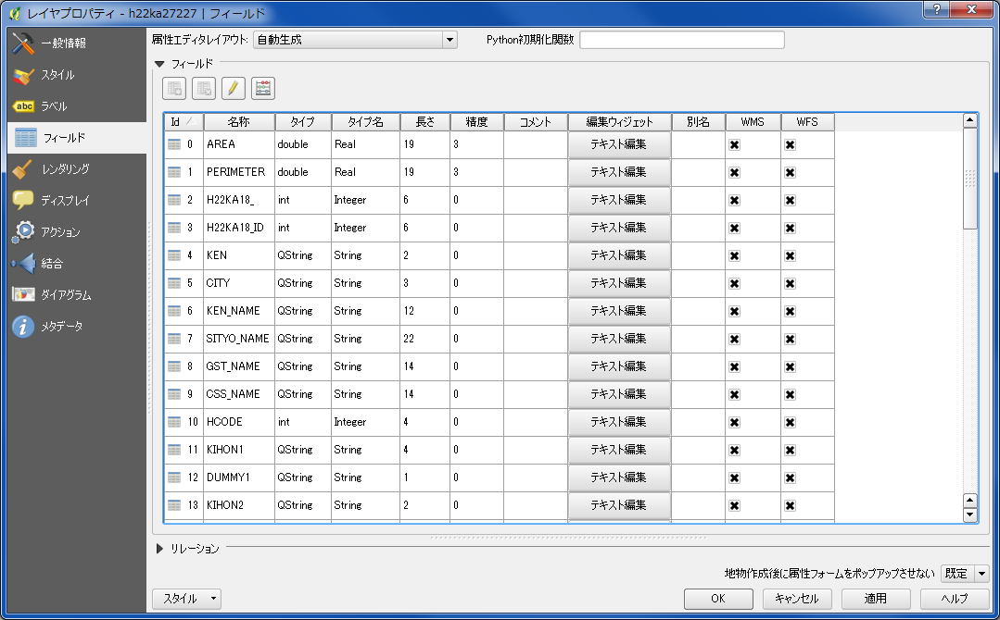 レイヤプロパティ - h22ka27227 | フィールド
一般情報
スタイル
abc ラベル
フィールド
レンダリング
ディスプレイ
アクション
結合
ダイアグラム
メタデータ
属性エディタレイアウト: 自動生成 Python初期化関数
フィールド
Id 名称 タイプ タイプ名 長さ 精度 コメント 編集ウィジェット 別名 WMS WFS
0 AREA double Real 19 3 テキスト編集
1 PERIMETER double Real 19 3 テキスト編集
2 H22KA18_ int Integer 6 0 テキスト編集
3 H22KA18_ID int Integer 6 0 テキスト編集
4 KEN QString String 2 0 テキスト編集
5 CITY QString String 3 0 テキスト編集
6 KEN_NAME QString String 12 0 テキスト編集
7 SITYO_NAME QString String 22 0 テキスト編集
8 GST_NAME QString String 14 0 テキスト編集
9 CSS_NAME QString String 14 0 テキスト編集
10 HCODE int Integer 4 0 テキスト編集
11 KIHON1 QString String 4 0 テキスト編集
12 DUMMY1 QString String 1 0 テキスト編集
13 KIHON2 QString String 2 0 テキスト編集
リレーション
地物作成後に属性フォームをポップアップさせない 既定
スタイル OK キャンセル 適用 ヘルプ